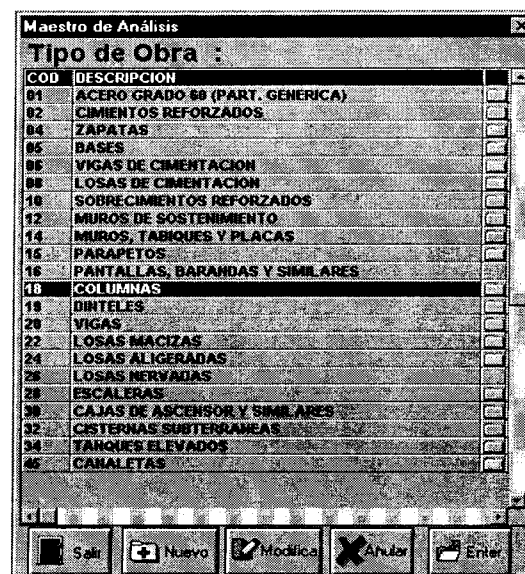 Maestro de Análisis
Tipo de Obra :
COD DESCRIPCION
01 ACERO GRADO 60 (PART. GENERICA)
02 CIMIENTOS REFORZADOS
04 ZAPATAS
05 BASES
06 VIGAS DE CIMENTACION
08 LOSAS DE CIMENTACION
10 SOBRECIMIENTOS REFORZADOS
12 MUROS DE SOSTENIMIENTO
14 MUROS, TABIQUES Y PLACAS
15 PARAPETOS
16 PANTALLAS, BARANDAS Y SIMILARES
18 COLUMNAS
19 DINTELES
20 VIGAS
22 LOSAS MACIZAS
24 LOSAS ALIGERADAS
26 LOSAS NERVADAS
28 ESCALERAS
30 CAJAS DE ASCENSOR Y SIMILARES
32 CISTERNAS SUBTERRANEAS
34 TANQUES ELEVADOS
45 CANALETAS
Salir Nuevo Modifica Anular Enter